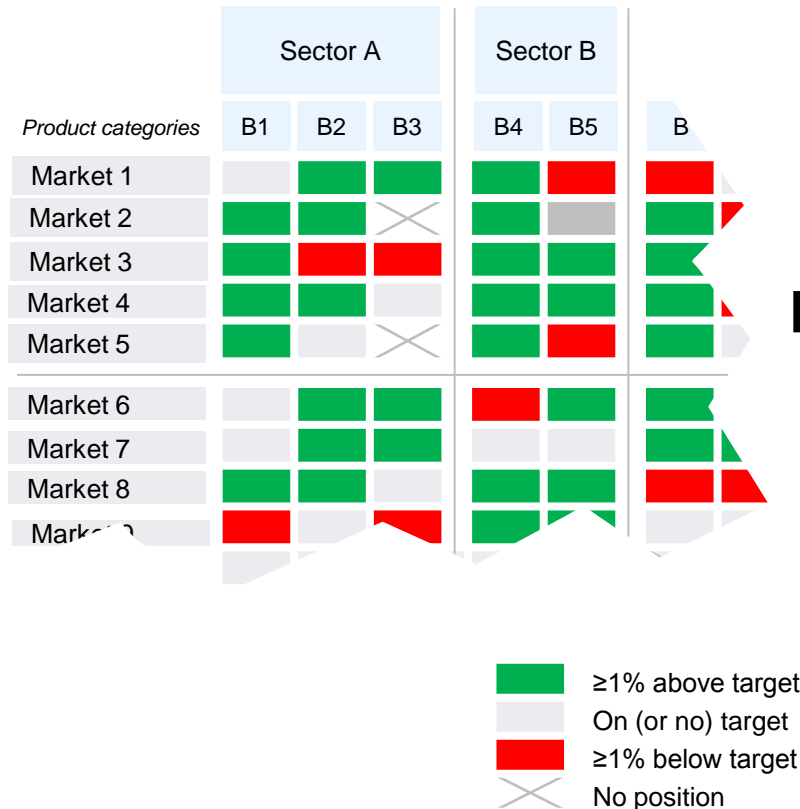 Sector A
Sector B
Product categories B1 B2 B3 B4 B5 B
Market 1
Market 2
Market 3
Market 4
Market 5
Market 6
Market 7
Market 8
Market
≥1% above target
On (or no) target
≥1% below target
No position